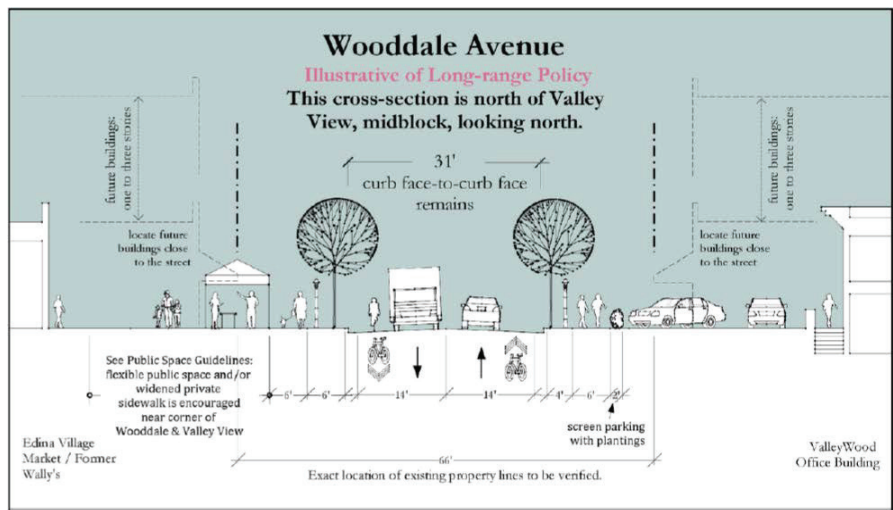 Wooddale Avenue
Illustrative of Long-range Policy
This cross-section is north of Valley
View, midblock, looking north.
31'
curb face-to-curb face
remains
future buildings:
one to three stories
future buildings:
one to three stories
locate future
buildings close
to the street
locate future
buildings close
to the street
See Public Space Guidelines:
flexible public space and/or
widened private
sidewalk is encouraged
near corner of
Wooddale & Valley View
6' 6' 14' 14' 4' 6' 2'
screen parking
with plantings
Edina Village
Market / Former
Wally's
ValleyWood
Office Building
66'
Exact location of existing property lines to be verified.